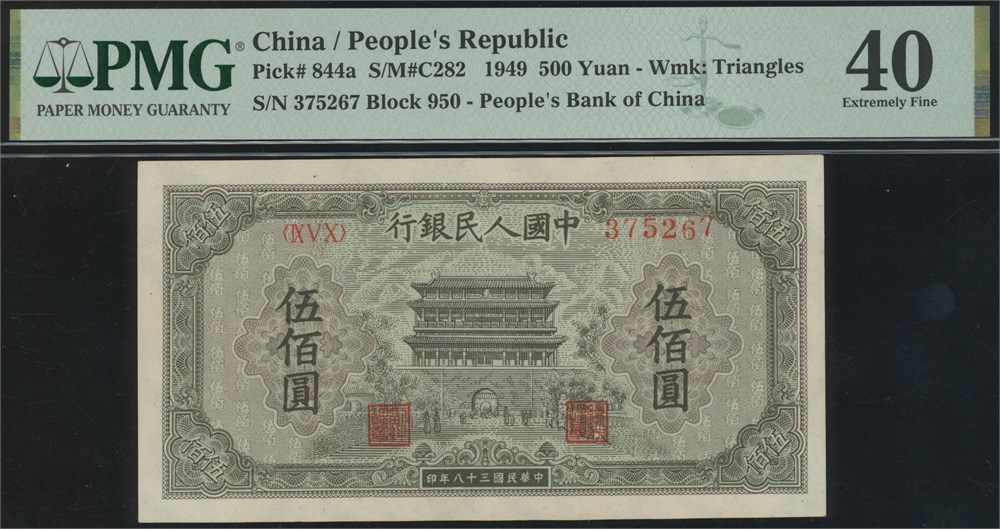 PMG®
PAPER MONEY GUARANTY
China / People's Republic
Pick# 844a S/M#C282 1949 500 Yuan - Wmk: Triangles
S/N 375267 Block 950 - People's Bank of China
40
Extremely Fine
伍佰
伍佰
行銀民人國中
(ⅨⅤⅩ)
375267
伍佰圓
伍佰圓
伍佰
伍佰
印年八十三國民華中